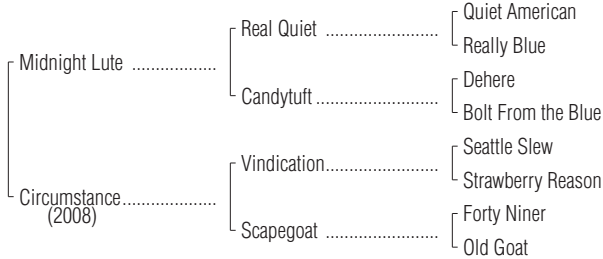 Quiet American
Real Quiet ......................
Really Blue
Midnight Lute ...................
Dehere
Candytuft ........................
Bolt From the Blue
Seattle Slew
Vindication......................
Strawberry Reason
Circumstance.....................
(2008)
Forty Niner
Scapegoat ......................
Old Goat